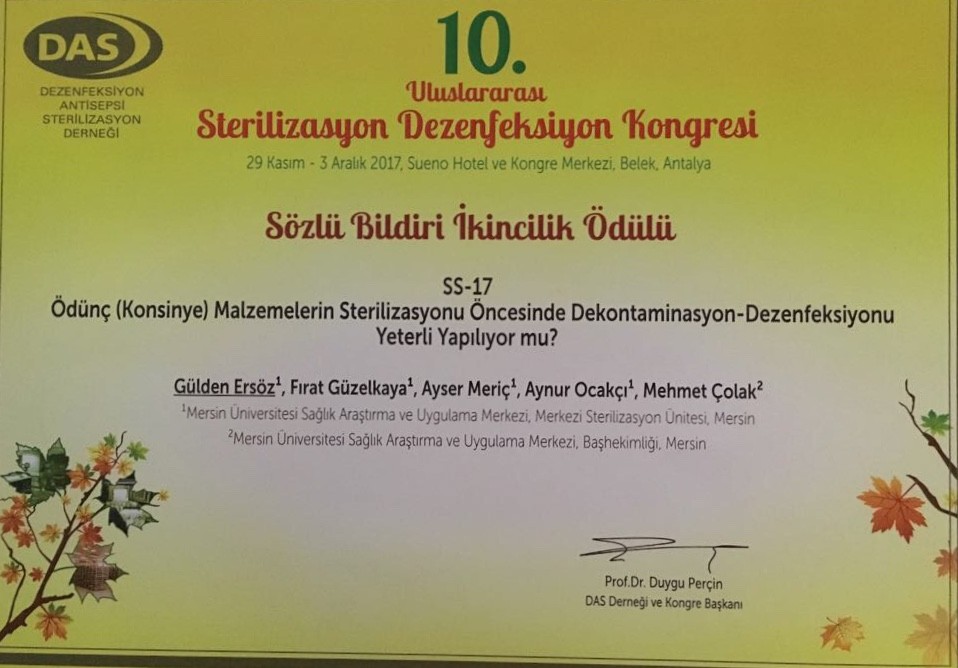 DAS
DEZENFEKSİYON
ANTİSEPSİ
STERİLİZASYON
DERNEĞİ
10.
Uluslararası
Sterilizasyon Dezenfeksiyon Kongresi
29 Kasım - 3 Aralık 2017, Sueno Hotel ve Kongre Merkezi, Belek, Antalya
Sözlü Bildiri İkincilik Ödülü
SS-17
Ödünç (Konsinye) Malzemelerin Sterilizasyonu Öncesinde Dekontaminasyon-Dezenfeksiyonu
Yeterli Yapılıyor mu?
Gülden Ersöz¹, Fırat Güzelkaya¹, Ayser Meriç¹, Aynur Ocakçı¹, Mehmet Çolak²
¹Mersin Üniversitesi Sağlık Araştırma ve Uygulama Merkezi, Merkezi Sterilizasyon Ünitesi, Mersin
²Mersin Üniversitesi Sağlık Araştırma ve Uygulama Merkezi, Başhekimliği, Mersin
Prof.Dr. Duygu Perçin
DAS Derneği ve Kongre Başkanı